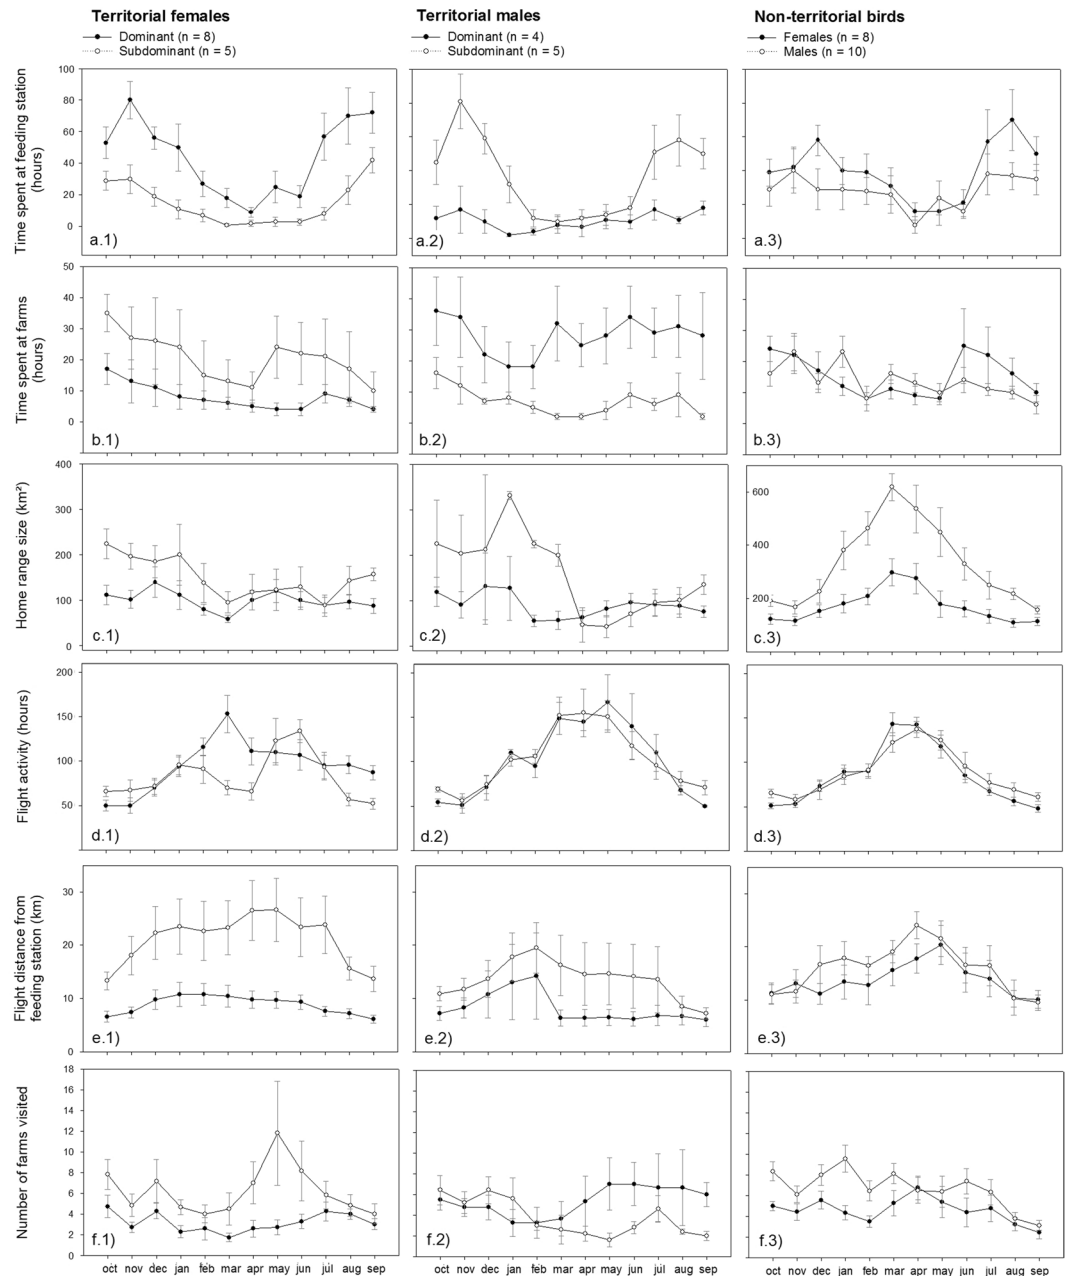 Territorial females
Territorial males
Non-territorial birds
Dominant (n = 8)
Subdominant (n = 5)
Dominant (n = 4)
Subdominant (n = 5)
Females (n = 8)
Males (n = 10)
Time spent at feeding station
(hours)
100
80
60
40
20
0
a.1)
a.2)
a.3)
Time spent at farms
(hours)
50
40
30
20
10
0
b.1)
b.2)
b.3)
Home range size (km²)
400
300
200
100
0
c.1)
c.2)
600
400
200
c.3)
Flight activity (hours)
200
150
100
50
d.1)
d.2)
d.3)
Flight distance from
feeding station (km)
30
20
10
0
e.1)
e.2)
e.3)
Number of farms visited
18
16
14
12
10
8
6
4
2
0
f.1)
f.2)
f.3)
oct nov dec jan feb mar apr may jun jul aug sep
oct nov dec jan feb mar apr may jun jul aug sep
oct nov dec jan feb mar apr may jun jul aug sep